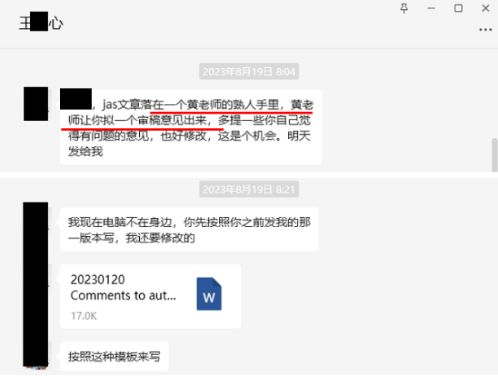 王心
2023年8月19日 8:04
，jas文章落在一个黄老师的熟人手里，黄老
师让你拟一个审稿意见出来，多提一些你自己觉
得有问题的意见，也好修改，这是个机会。明天
发给我
2023年8月19日 8:21
我现在电脑不在身边，你先按照你之前发我的那
一版本写，我还要修改的
20230120
Comments to aut...
17.0K
W
按照这种模板来写